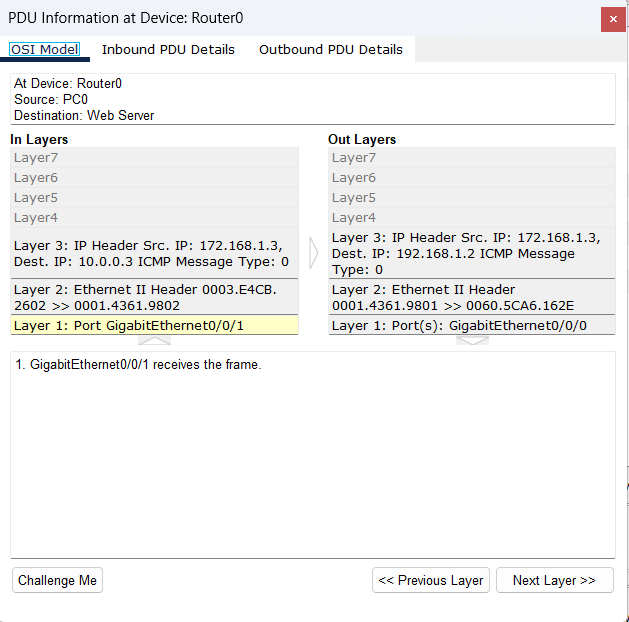 PDU Information at Device: Router0
OSI Model Inbound PDU Details Outbound PDU Details
At Device: Router0
Source: PC0
Destination: Web Server
In Layers
Layer7
Layer6
Layer5
Layer4
Layer 3: IP Header Src. IP: 172.168.1.3,
Dest. IP: 10.0.0.3 ICMP Message Type: 0
Layer 2: Ethernet II Header 0003.E4CB.
2602 >> 0001.4361.9802
Layer 1: Port GigabitEthernet0/0/1
Out Layers
Layer7
Layer6
Layer5
Layer4
Layer 3: IP Header Src. IP: 172.168.1.3,
Dest. IP: 192.168.1.2 ICMP Message
Type: 0
Layer 2: Ethernet II Header
0001.4361.9801 >> 0060.5CA6.162E
Layer 1: Port(s): GigabitEthernet0/0/0
1. GigabitEthernet0/0/1 receives the frame.
Challenge Me
<< Previous Layer
Next Layer >>